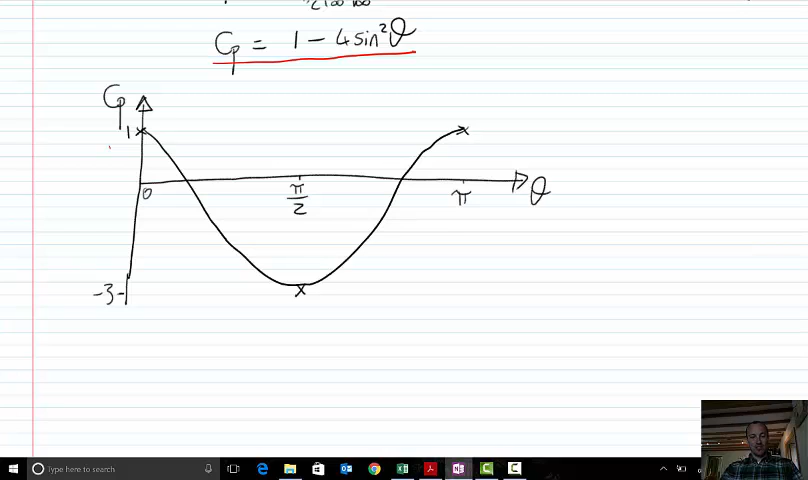 Cp = 1 - 4sin²θ
Cp
1
0
π/2
π
θ
-3
Type here to search